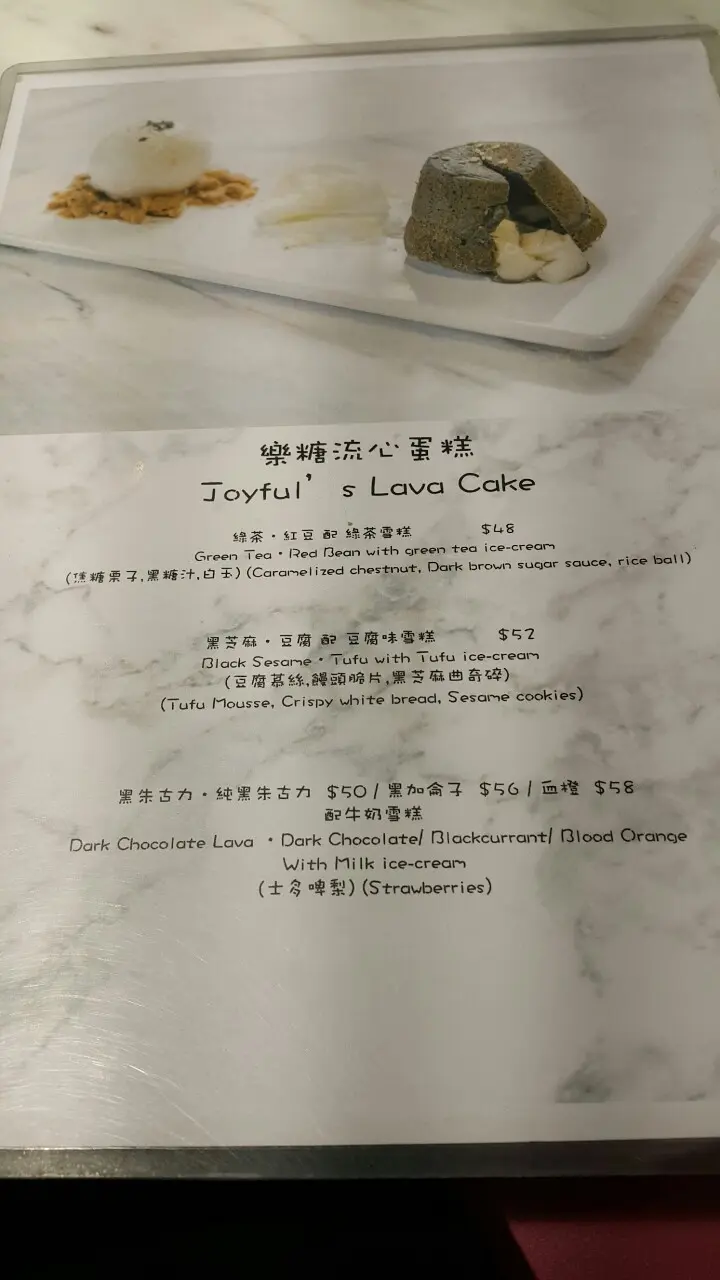 樂糖流心蛋糕
Joyful's Lava Cake
綠茶・紅豆 配 綠茶雪糕 $48
Green Tea・Red Bean with green tea ice-cream
(焦糖栗子,黑糖汁,白玉) (Caramelized chestnut, Dark brown sugar sauce, rice ball)
黑芝麻・豆腐 配 豆腐味雪糕 $52
Black Sesame・Tufu with Tufu ice-cream
(豆腐慕絲,饅頭脆片,黑芝麻曲奇碎)
(Tufu Mousse, Crispy white bread, Sesame cookies)
黑朱古力・純黑朱古力 $50 / 黑加侖子 $56 / 血橙 $58
配牛奶雪糕
Dark Chocolate Lava ・Dark Chocolate/ Blackcurrant/ Blood Orange
With Milk ice-cream
(士多啤梨) (Strawberries)